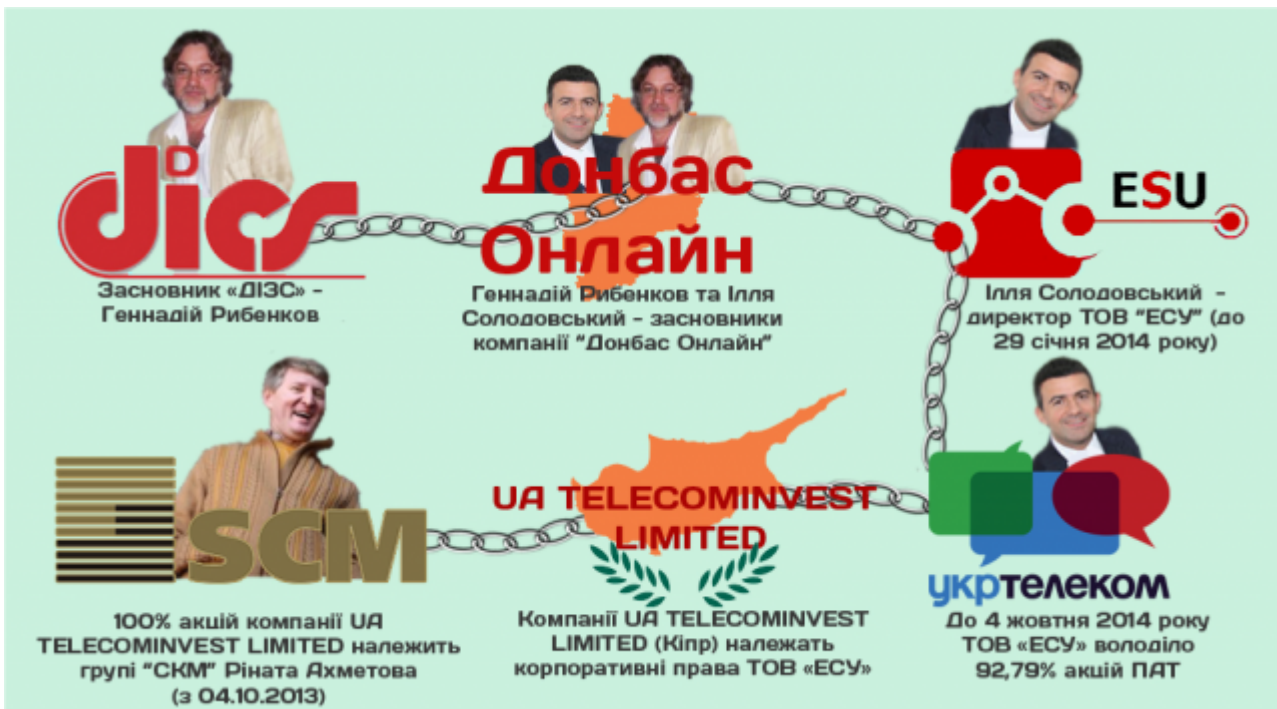 dics
Засновник «ДІЗС» –
Геннадій Рибенков
Донбас
Онлайн
Геннадій Рибенков та Ілля
Солодовський – засновники
компанії “Донбас Онлайн”
ESU
Ілля Солодовський –
директор ТОВ “ЕСУ” (до
29 січня 2014 року)
SCM
100% акцій компанії UA
TELECOMINVEST LIMITED належить
групі “СКМ” Ріната Ахметова
(з 04.10.2013)
UA TELECOMINVEST
LIMITED
Компанії UA TELECOMINVEST
LIMITED (Кіпр) належать
корпоративні права ТОВ «ЕСУ»
укртелеком
До 4 жовтня 2014 року
ТОВ «ЕСУ» володіло
92,79% акцій ПАТ